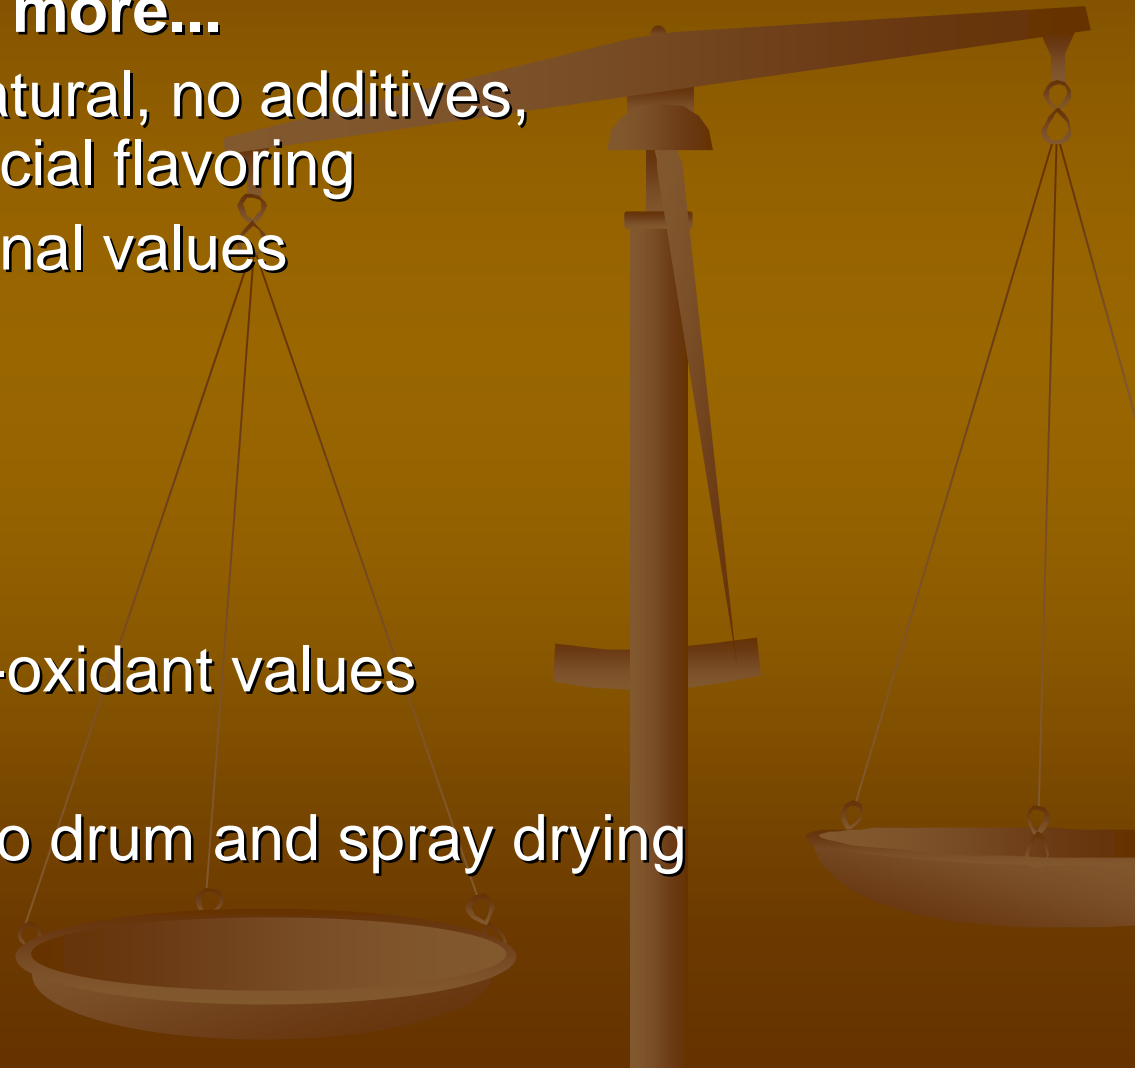 more...
atural, no additives,
cial flavoring
nal values
-oxidant values
o drum and spray drying